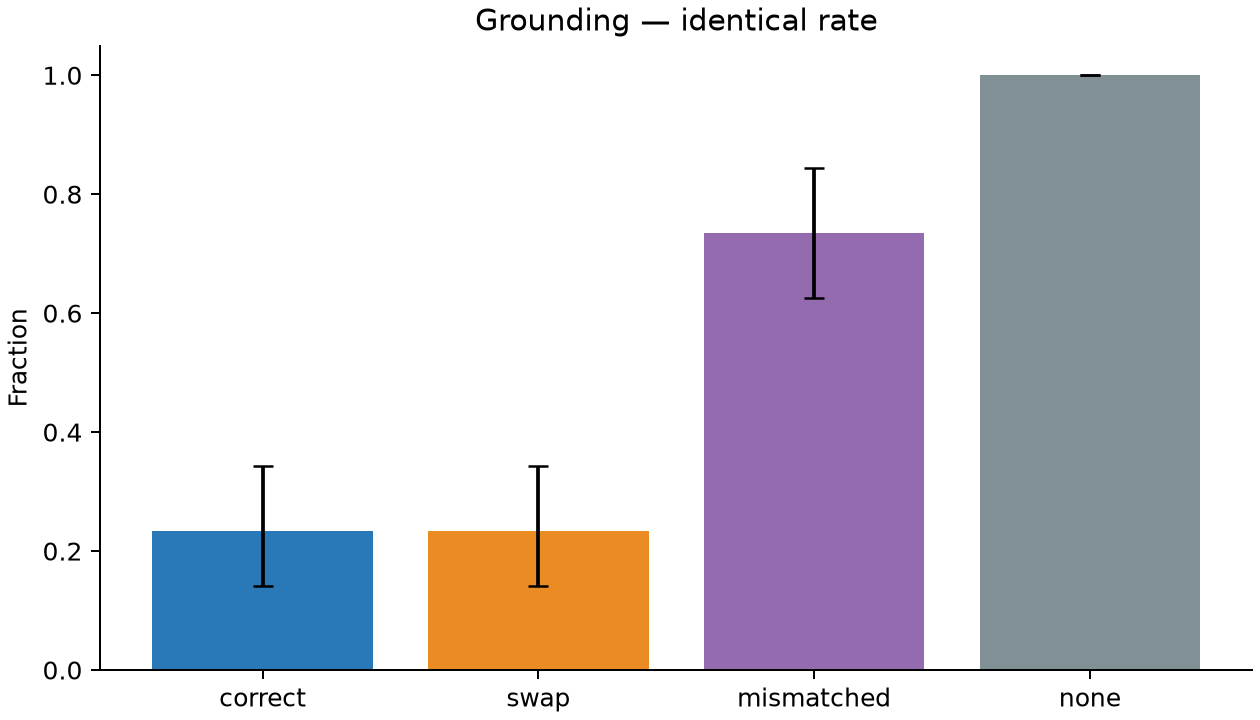 Grounding — identical rate
Fraction
1.0
0.8
0.6
0.4
0.2
0.0
correct swap mismatched none